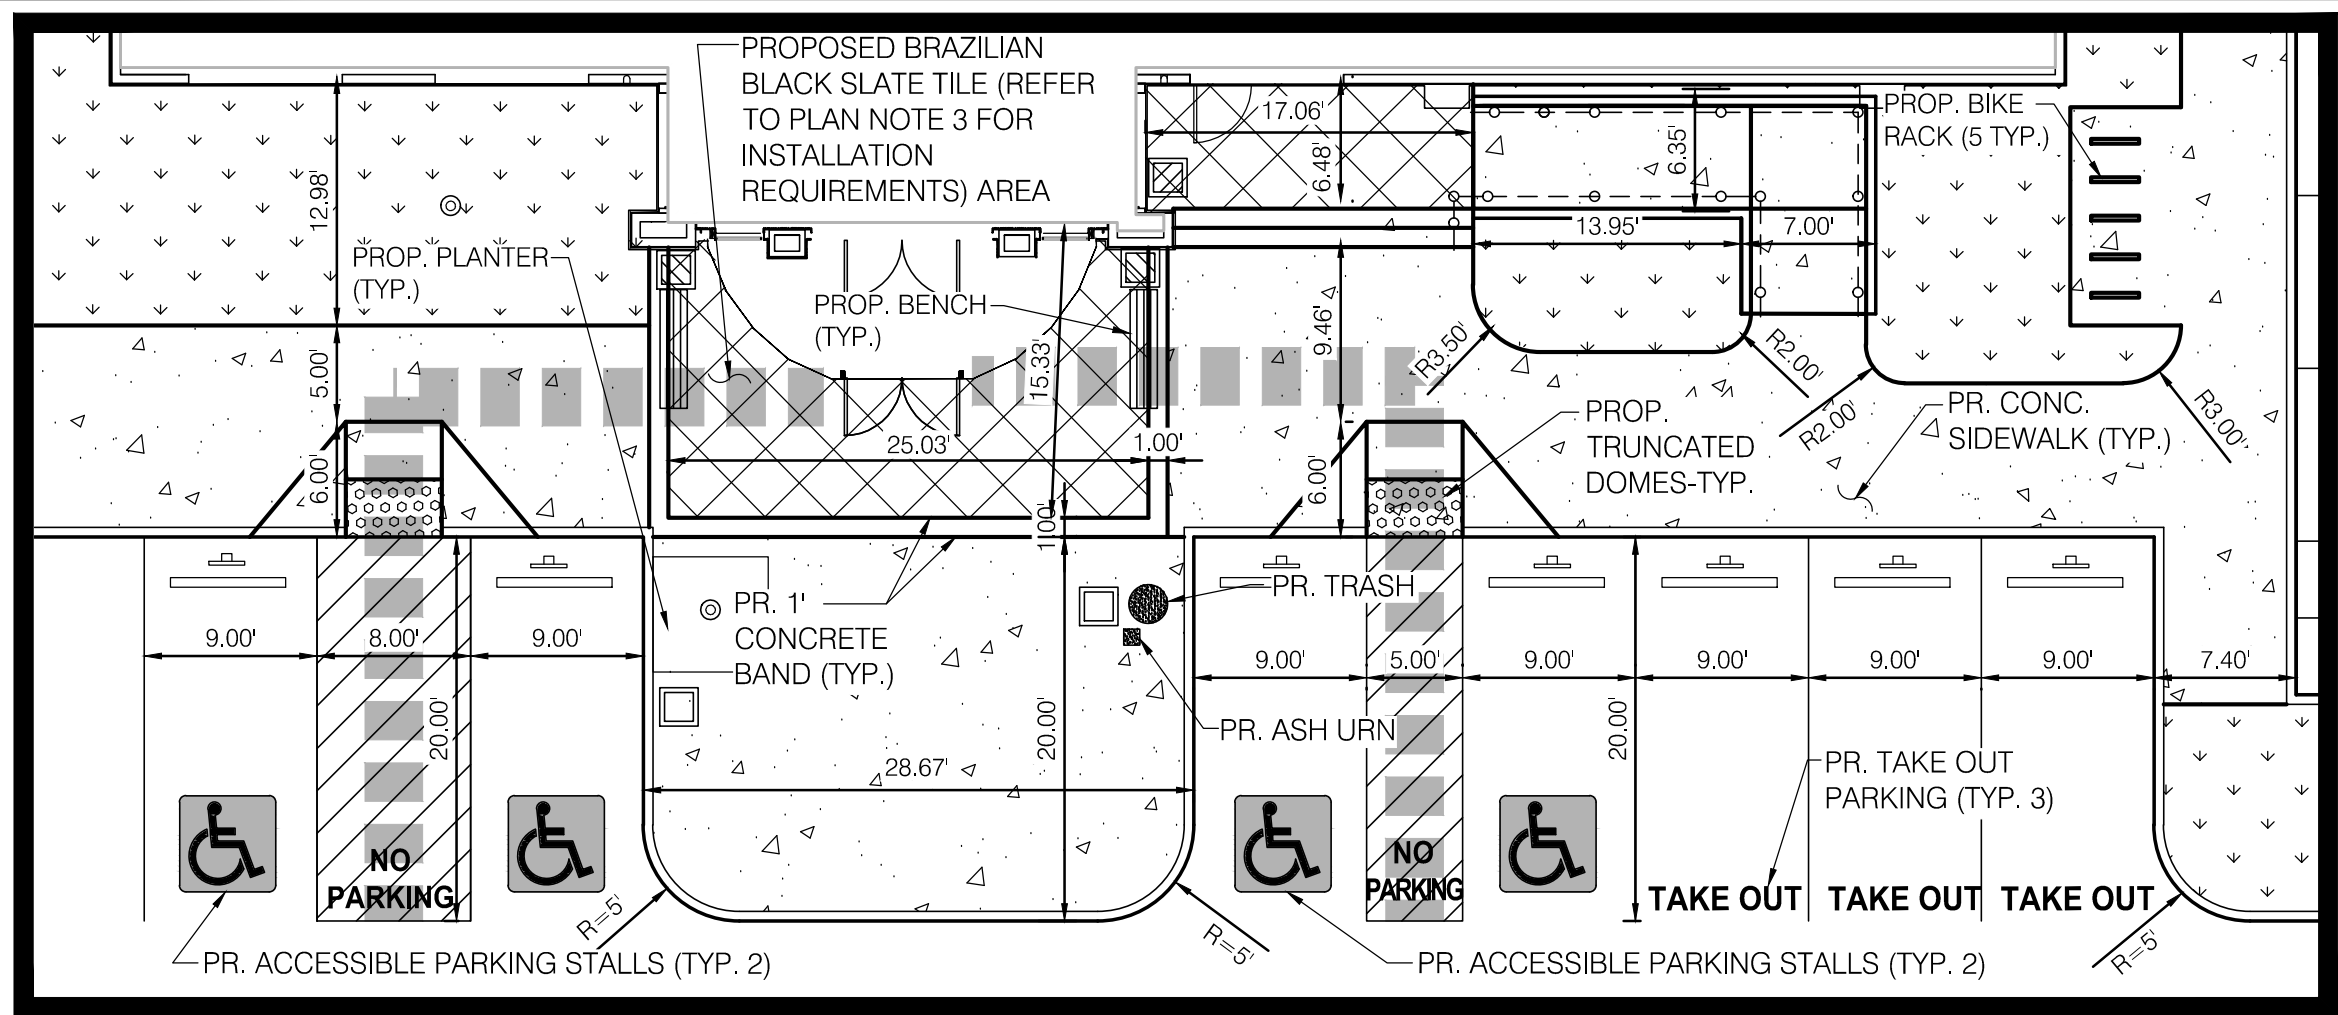 PROPOSED BRAZILIAN
BLACK SLATE TILE (REFER
TO PLAN NOTE 3 FOR
INSTALLATION
REQUIREMENTS) AREA
17.06'
6.48'
6.35'
PROP. BIKE
RACK (5 TYP.)
12.98'
13.95'
7.00'
PROP. PLANTER
(TYP.)
PROP. BENCH
(TYP.)
15.33'
9.46'
R3.50'
R2.00'
R2.00'
R3.00'
5.00'
6.00'
25.03'
1.00'
6.00'
PROP.
TRUNCATED
DOMES-TYP.
PR. CONC.
SIDEWALK (TYP.)
1.00'
PR. 1'
CONCRETE
BAND (TYP.)
PR. TRASH
PR. ASH URN
9.00'
8.00'
9.00'
20.00'
28.67'
20.00'
9.00'
5.00'
9.00'
9.00'
9.00'
9.00'
7.40'
20.00'
PR. TAKE OUT
PARKING (TYP. 3)
NO
PARKING
NO
PARKING
TAKE OUT
TAKE OUT
TAKE OUT
R=5'
R=5'
R=5'
PR. ACCESSIBLE PARKING STALLS (TYP. 2)
PR. ACCESSIBLE PARKING STALLS (TYP. 2)